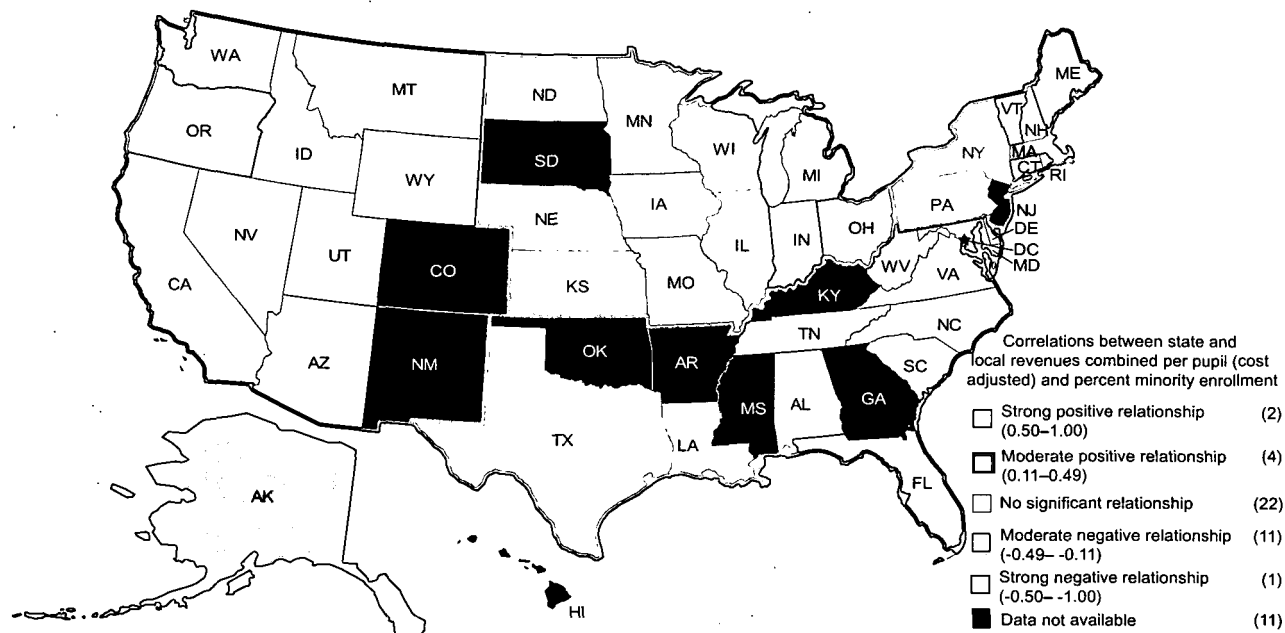 WA
MT
ND
MN
ME
VT
NH
OR
ID
SD
WI
NY
MA
CT
RI
WY
MI
IA
PA
NJ
NE
OH
DE
NV
UT
IL
IN
DC
MD
CO
WV
VA
CA
KS
MO
KY
TN
NC
AZ
NM
OK
AR
SC
MS
AL
GA
TX
LA
FL
AK
HI
Correlations between state and
local revenues combined per pupil (cost
adjusted) and percent minority enrollment
Strong positive relationship (2)
(0.50–1.00)
Moderate positive relationship (4)
(0.11–0.49)
No significant relationship (22)
Moderate negative relationship (11)
(-0.49– -0.11)
Strong negative relationship (1)
(-0.50– -1.00)
Data not available (11)